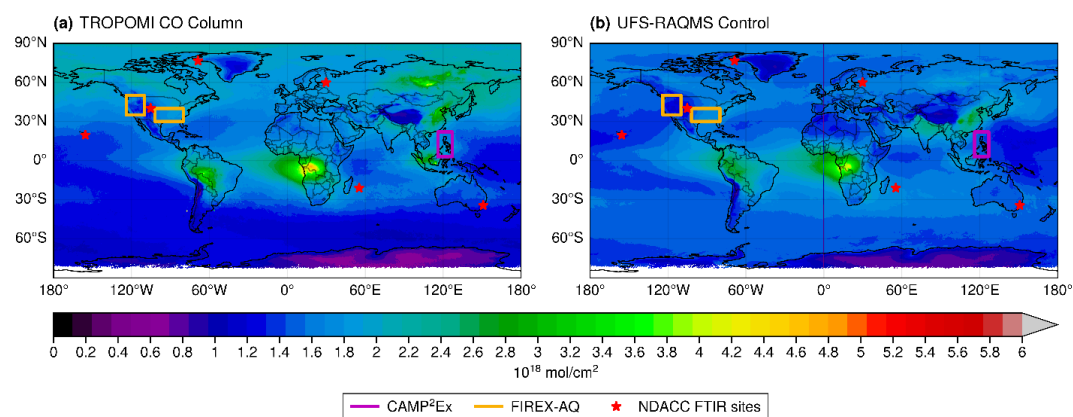 (a) TROPOMI CO Column
(b) UFS-RAQMS Control
90°N
60°N
30°N
0°
30°S
60°S
180° 120°W 60°W 0° 60°E 120°E 180°
90°N
60°N
30°N
0°
30°S
60°S
180° 120°W 60°W 0° 60°E 120°E 180°
0 0.2 0.4 0.6 0.8 1 1.2 1.4 1.6 1.8 2 2.2 2.4 2.6 2.8 3 3.2 3.4 3.6 3.8 4 4.2 4.4 4.6 4.8 5 5.2 5.4 5.6 5.8 6
10¹⁸ mol/cm²
CAMP²Ex FIREX-AQ NDACC FTIR sites